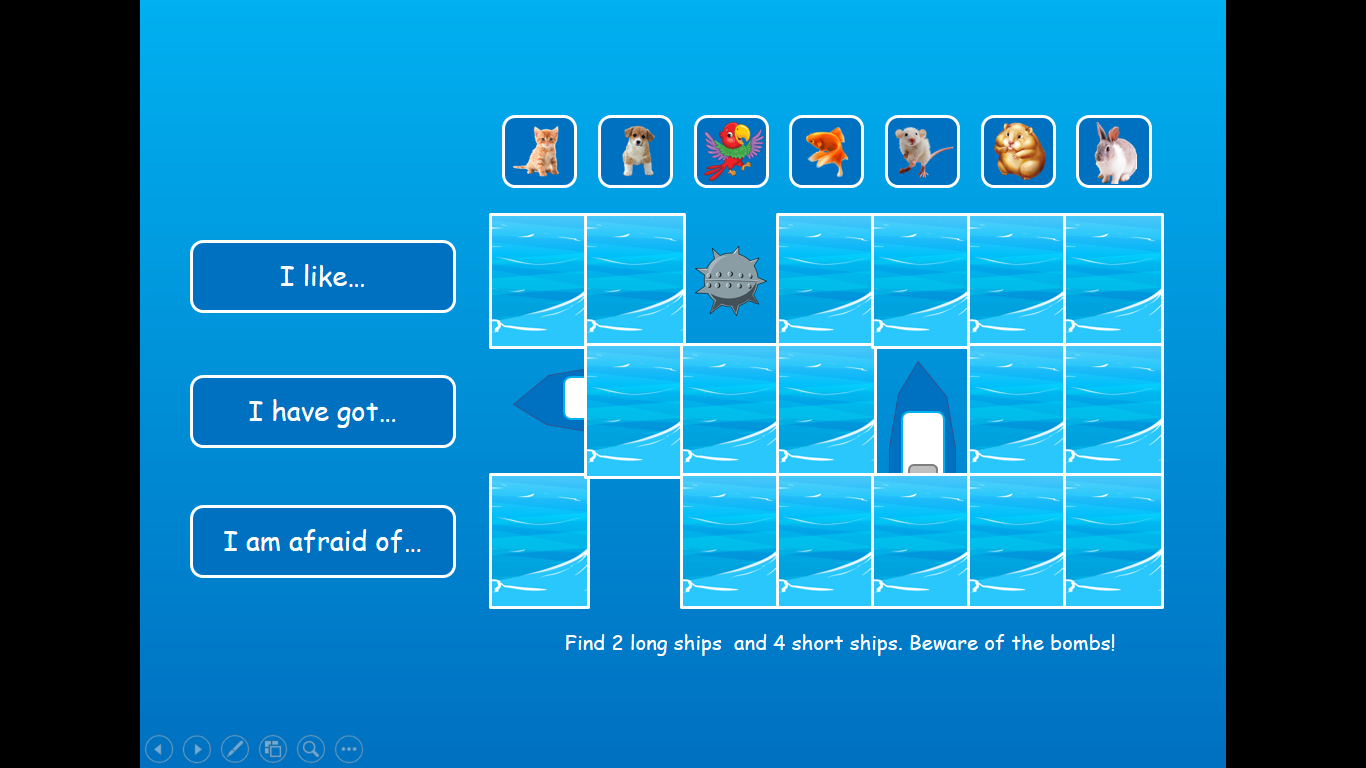 I like...
I have got...
I am afraid of...
Find 2 long ships  and 4 short ships. Beware of the bombs!